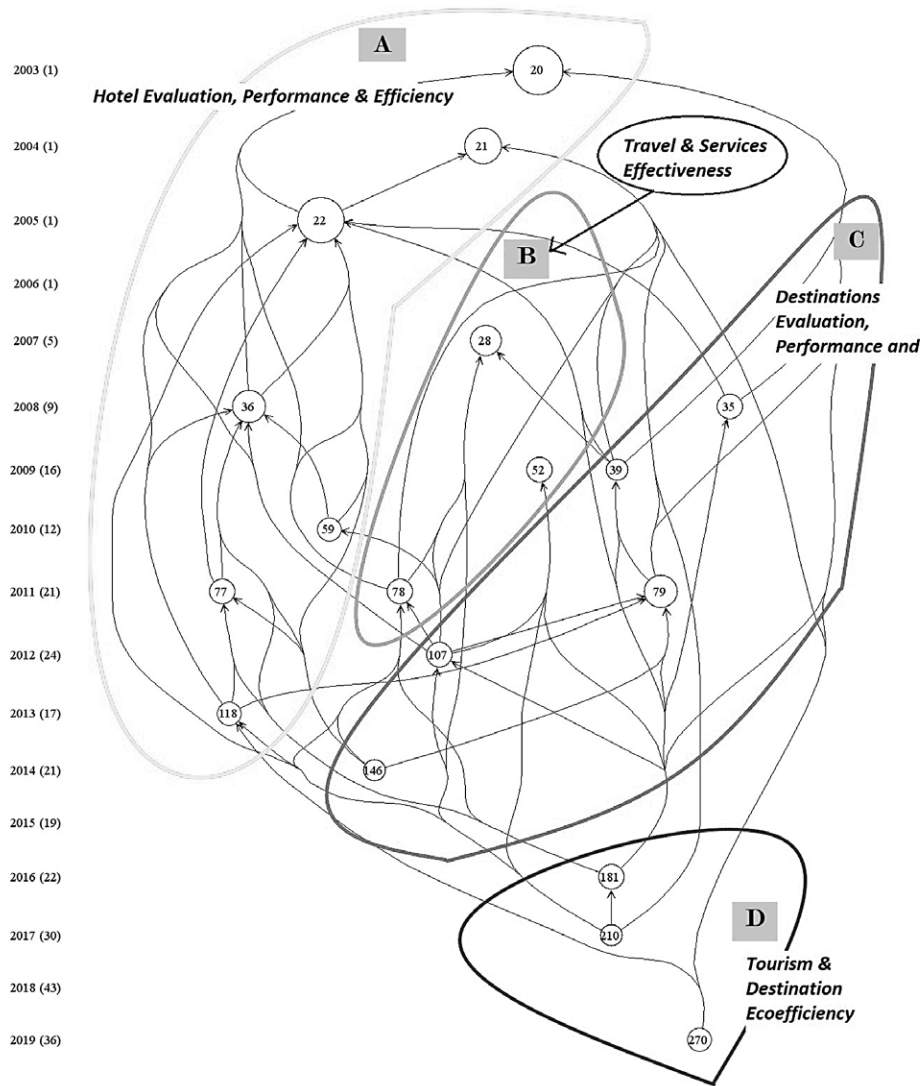 A
2003 (1)
20
Hotel Evaluation, Performance & Efficiency
2004 (1)
21
Travel & Services
Effectiveness
2005 (1)
22
B
C
2006 (1)
Destinations
Evaluation,
Performance and
2007 (5)
28
2008 (9)
36
35
2009 (16)
52
39
2010 (12)
59
2011 (21)
77
78
79
2012 (24)
107
2013 (17)
118
2014 (21)
146
2015 (19)
2016 (22)
181
2017 (30)
210
D
Tourism &
Destination
Ecoefficiency
2018 (43)
2019 (36)
270